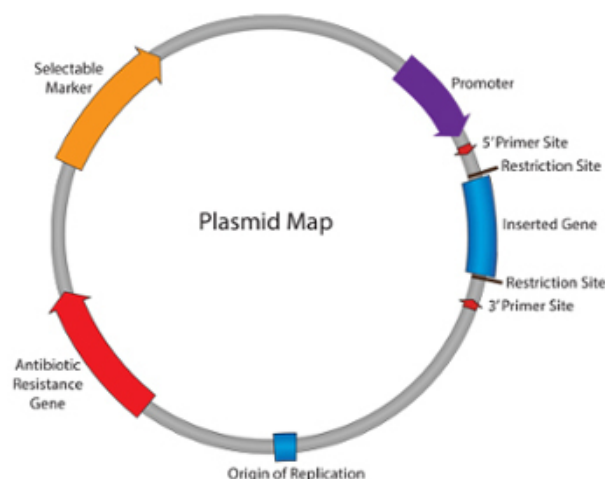 Selectable
Marker
Promoter
5'Primer Site
Restriction Site
Plasmid Map
Inserted Gene
Restriction Site
3'Primer Site
Antibiotic
Resistance
Gene
Origin of Replication